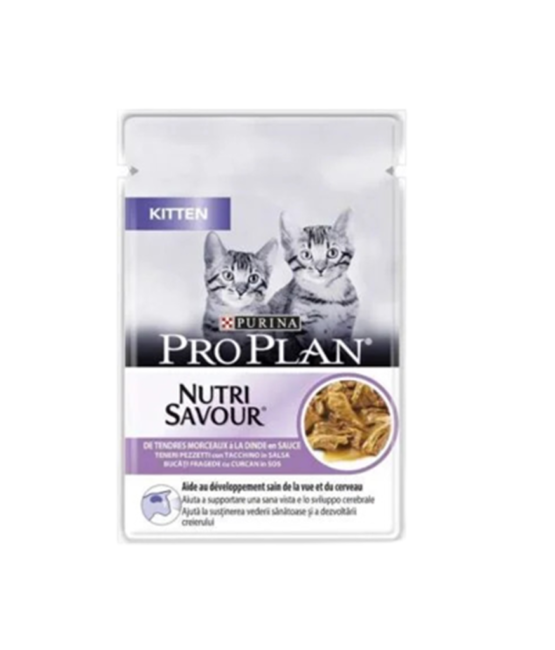 KITTEN
PURINA
PRO PLAN®
NUTRI
SAVOUR®
DE TENDRES MORCEAUX à LA DINDE en SAUCE
TENERI PEZZETTI con TACCHINO in SALSA
BUCĂȚI FRAGEDE cu CURCAN în SOS
Aide au développement sain de la vue et du cerveau
Aiuta a supportare una sana vista e lo sviluppo cerebrale
Ajută la susținerea vederii sănătoase și a dezvoltării
creierului